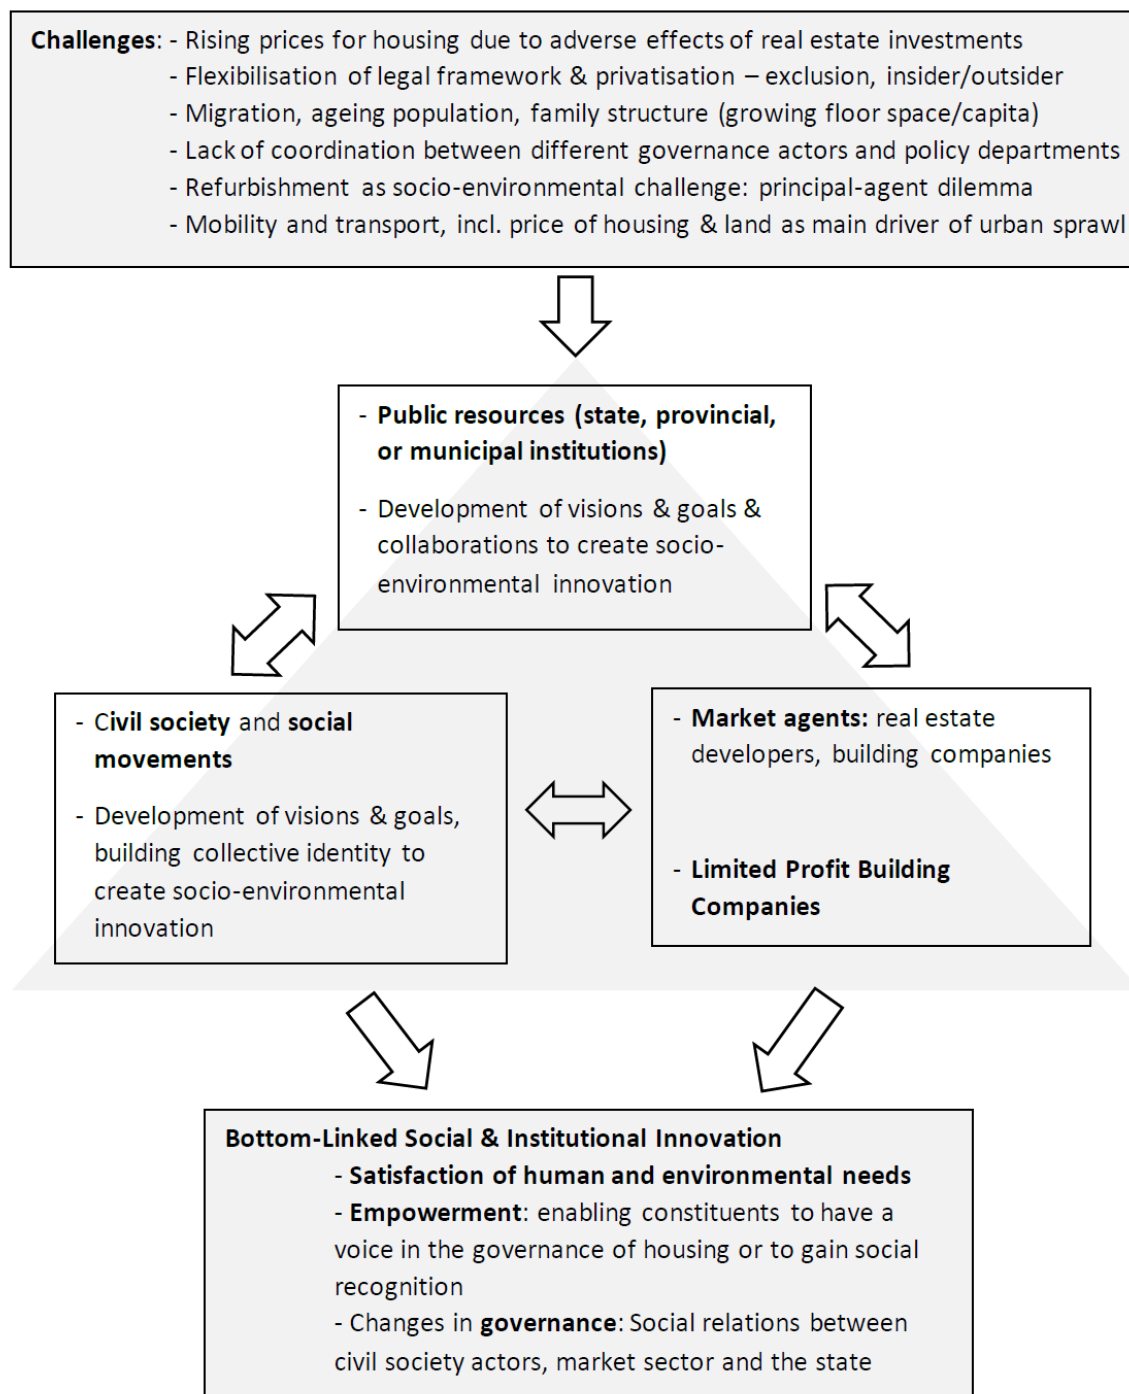 Challenges: - Rising prices for housing due to adverse effects of real estate investments
- Flexibilisation of legal framework & privatisation – exclusion, insider/outsider
- Migration, ageing population, family structure (growing floor space/capita)
- Lack of coordination between different governance actors and policy departments
- Refurbishment as socio-environmental challenge: principal-agent dilemma
- Mobility and transport, incl. price of housing & land as main driver of urban sprawl
- Public resources (state, provincial,
or municipal institutions)
- Development of visions & goals &
collaborations to create socio-
environmental innovation
- Civil society and social
movements
- Development of visions & goals,
building collective identity to
create socio-environmental
innovation
- Market agents: real estate
developers, building companies
- Limited Profit Building
Companies
Bottom-Linked Social & Institutional Innovation
- Satisfaction of human and environmental needs
- Empowerment: enabling constituents to have a
voice in the governance of housing or to gain social
recognition
- Changes in governance: Social relations between
civil society actors, market sector and the state